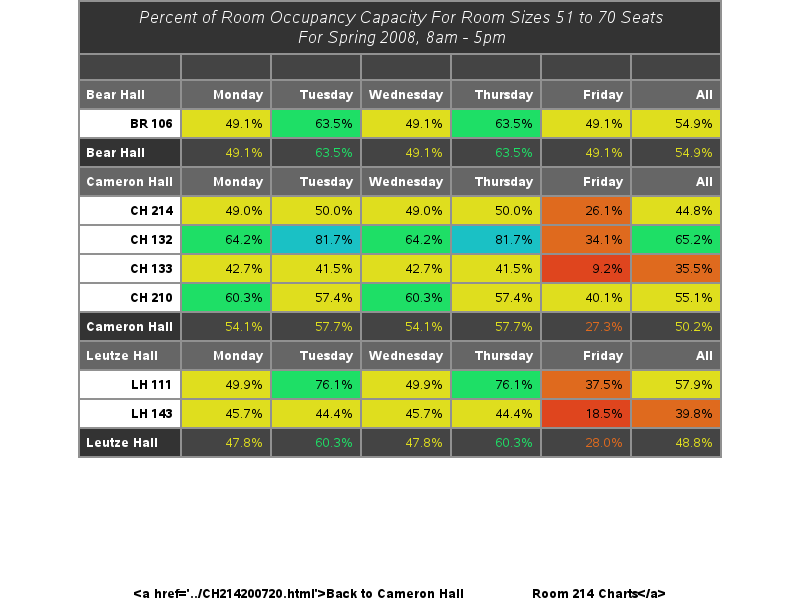 Percent of Room Occupancy Capacity For Room Sizes 51 to 70 Seats
For Spring 2008, 8am - 5pm
Bear Hall Monday Tuesday Wednesday Thursday Friday All
BR 106 49.1% 63.5% 49.1% 63.5% 49.1% 54.9%
Bear Hall 49.1% 63.5% 49.1% 63.5% 49.1% 54.9%
Cameron Hall Monday Tuesday Wednesday Thursday Friday All
CH 214 49.0% 50.0% 49.0% 50.0% 26.1% 44.8%
CH 132 64.2% 81.7% 64.2% 81.7% 34.1% 65.2%
CH 133 42.7% 41.5% 42.7% 41.5% 9.2% 35.5%
CH 210 60.3% 57.4% 60.3% 57.4% 40.1% 55.1%
Cameron Hall 54.1% 57.7% 54.1% 57.7% 27.3% 50.2%
Leutze Hall Monday Tuesday Wednesday Thursday Friday All
LH 111 49.9% 76.1% 49.9% 76.1% 37.5% 57.9%
LH 143 45.7% 44.4% 45.7% 44.4% 18.5% 39.8%
Leutze Hall 47.8% 60.3% 47.8% 60.3% 28.0% 48.8%
<a href='../CH214200720.html'>Back to Cameron Hall Room 214 Charts</a>